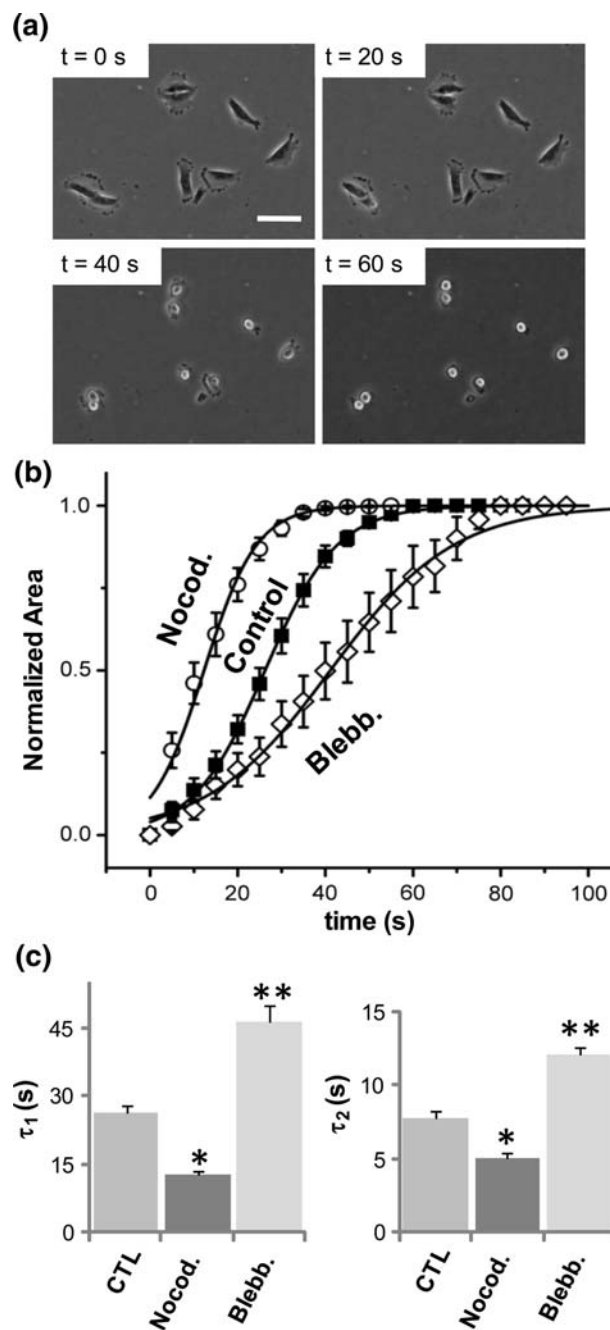 (a)
t = 0 s
t = 20 s
t = 40 s
t = 60 s
(b)
Normalized Area
1.0
0.5
0.0
Nocod.
Control
Blebb.
0 20 40 60 80 100
time (s)
(c)
τ1 (s)
45
30
15
0
*
**
CTL
Nocod.
Blebb.
τ2 (s)
15
10
5
0
*
**
CTL
Nocod.
Blebb.